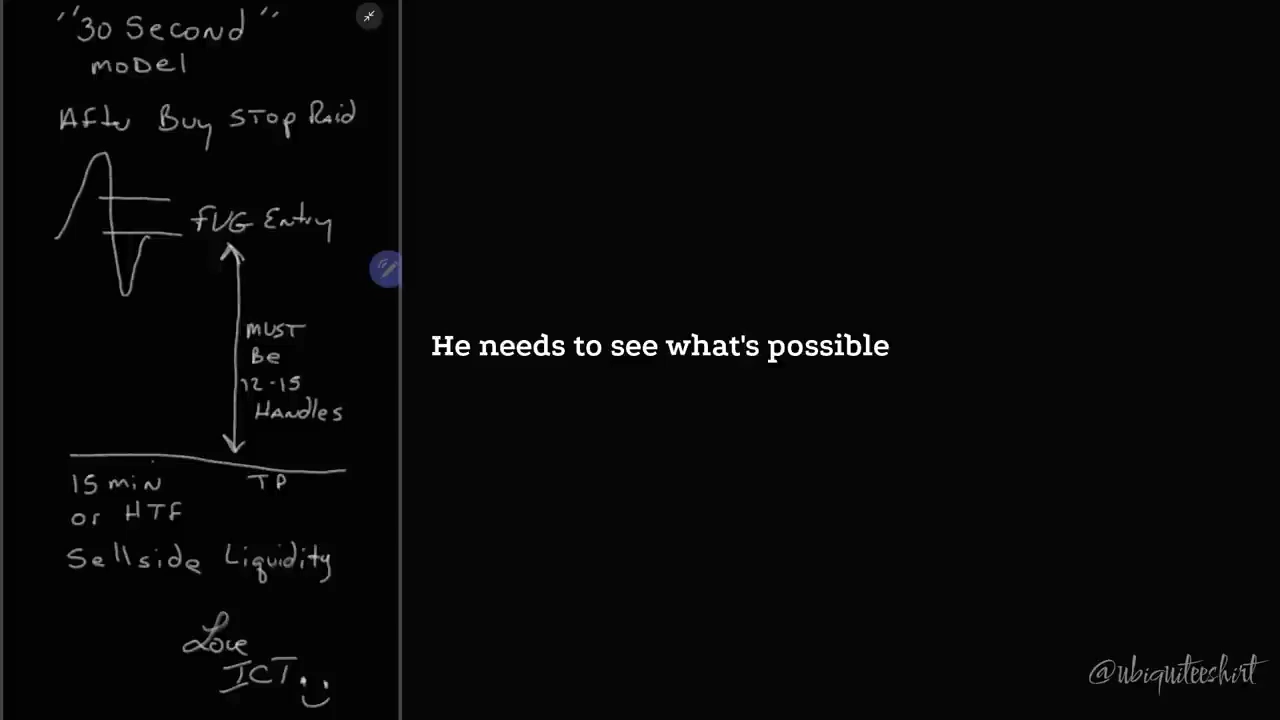 "30 Second"
model
After Buy Stop Raid
FVG Entry
MUST
Be
12-15
HANDles
15 min
or HTF
TP
Sellside Liquidity
Love
ICT
He needs to see what's possible
@ubiquiteeshirt